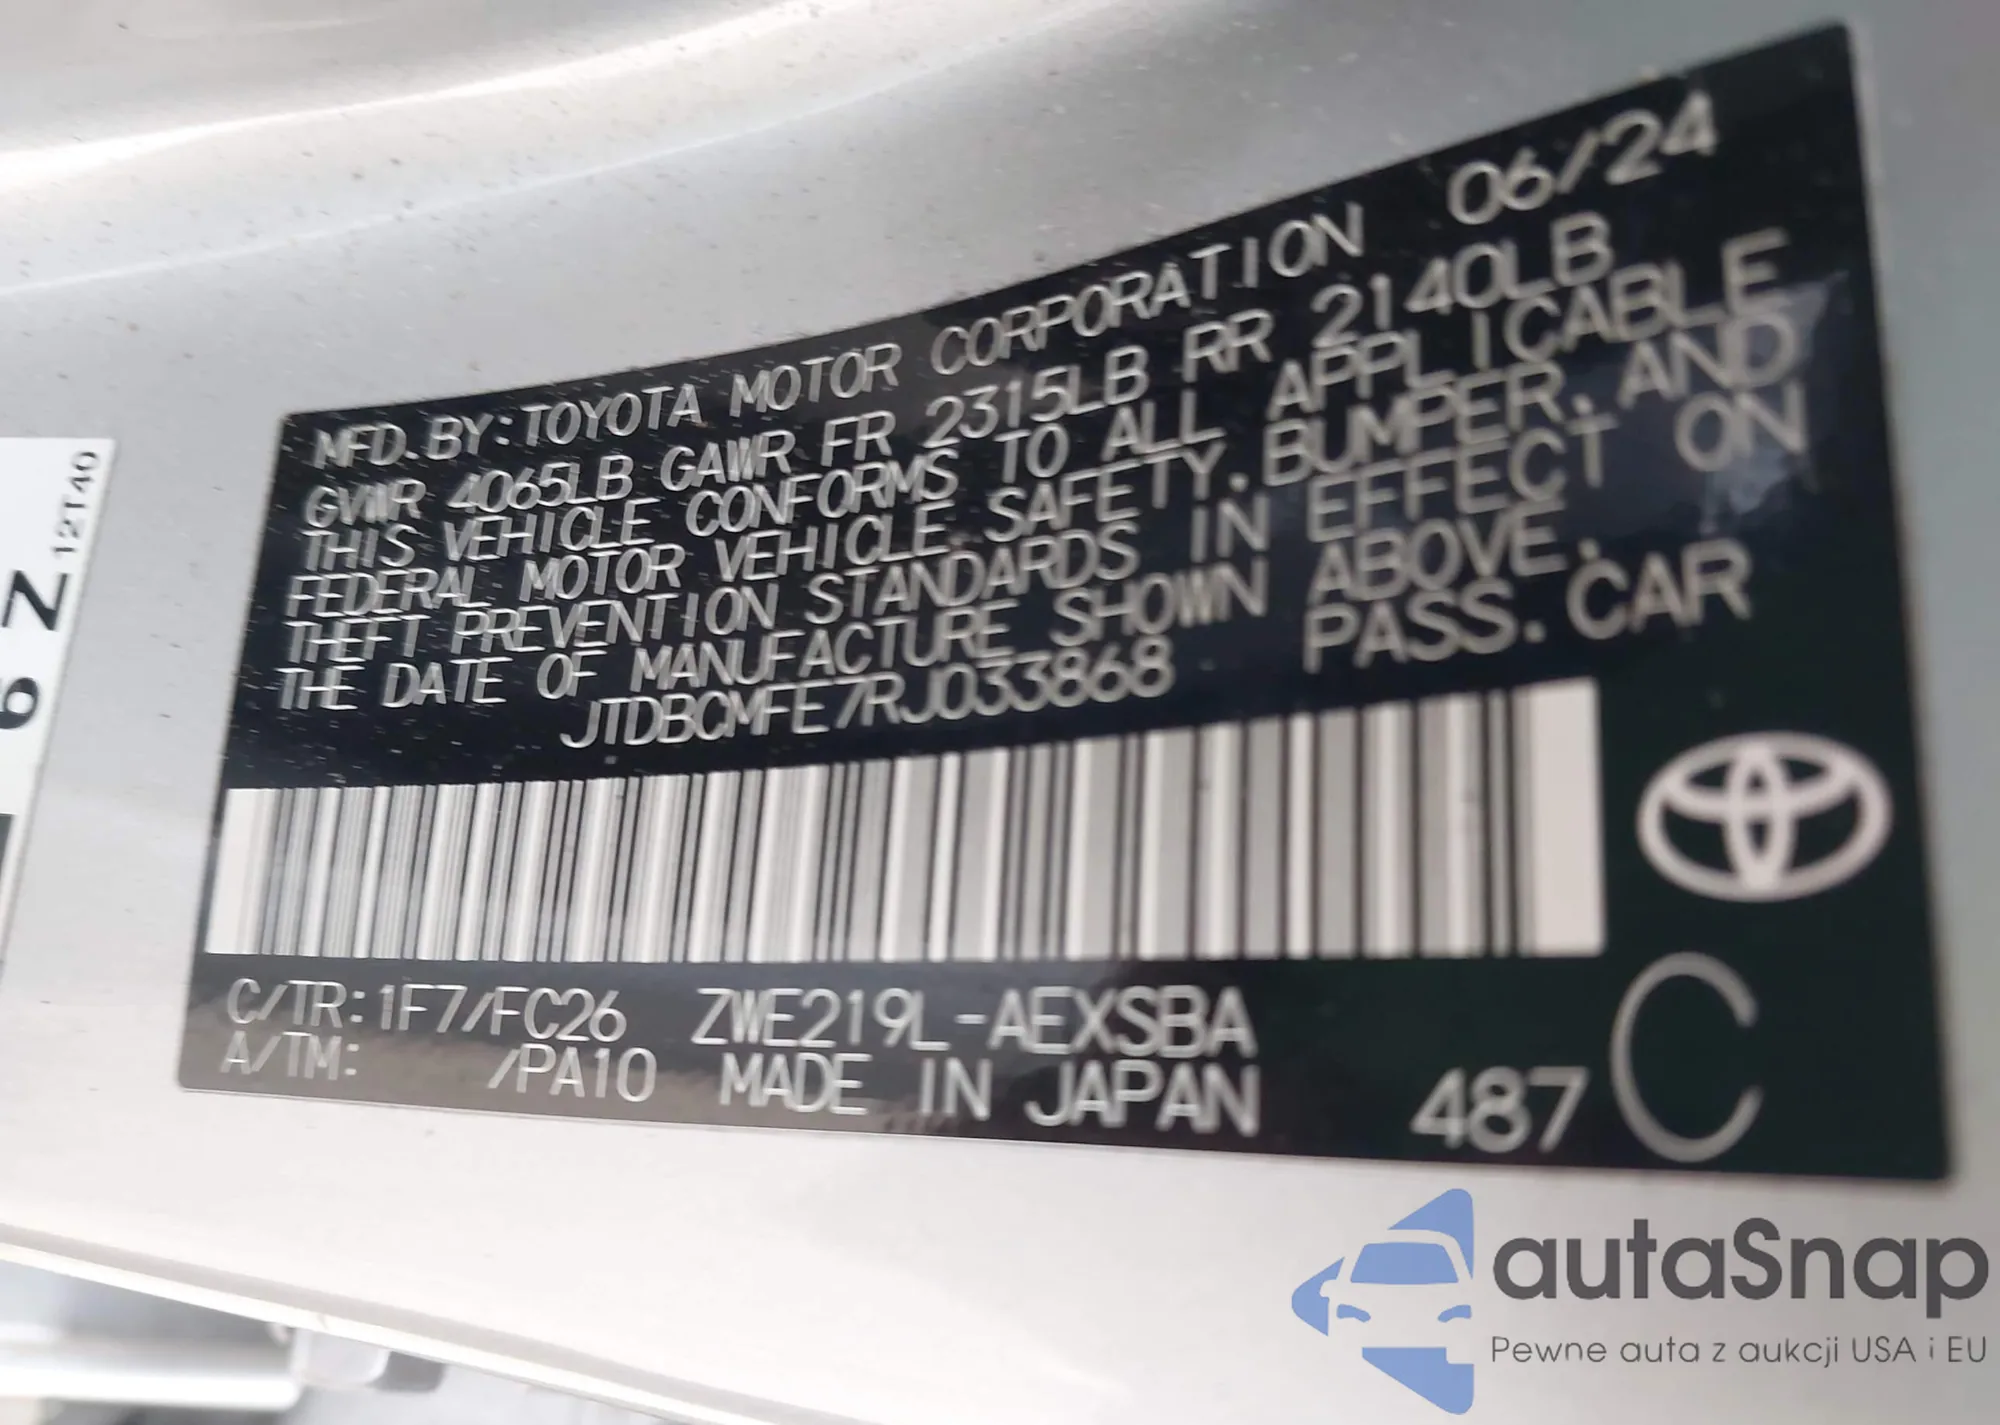 MFD. BY: TOYOTA MOTOR CORPORATION 06/24
GVWR 4065LB GAWR FR 2315LB RR 2140LB
THIS VEHICLE CONFORMS TO ALL APPLICABLE
FEDERAL MOTOR VEHICLE SAFETY, BUMPER, AND
THEFT PREVENTION STANDARDS IN EFFECT ON
THE DATE OF MANUFACTURE SHOWN ABOVE.
JTDBCMFE7RJ033868 PASS. CAR
C/TR: 1F7/FC26 ZWE219L-AEXSBA
A/TM: /PA10 MADE IN JAPAN 487 C
6Z
12T40
autaSnap
Pewne auta z aukcji USA i EU